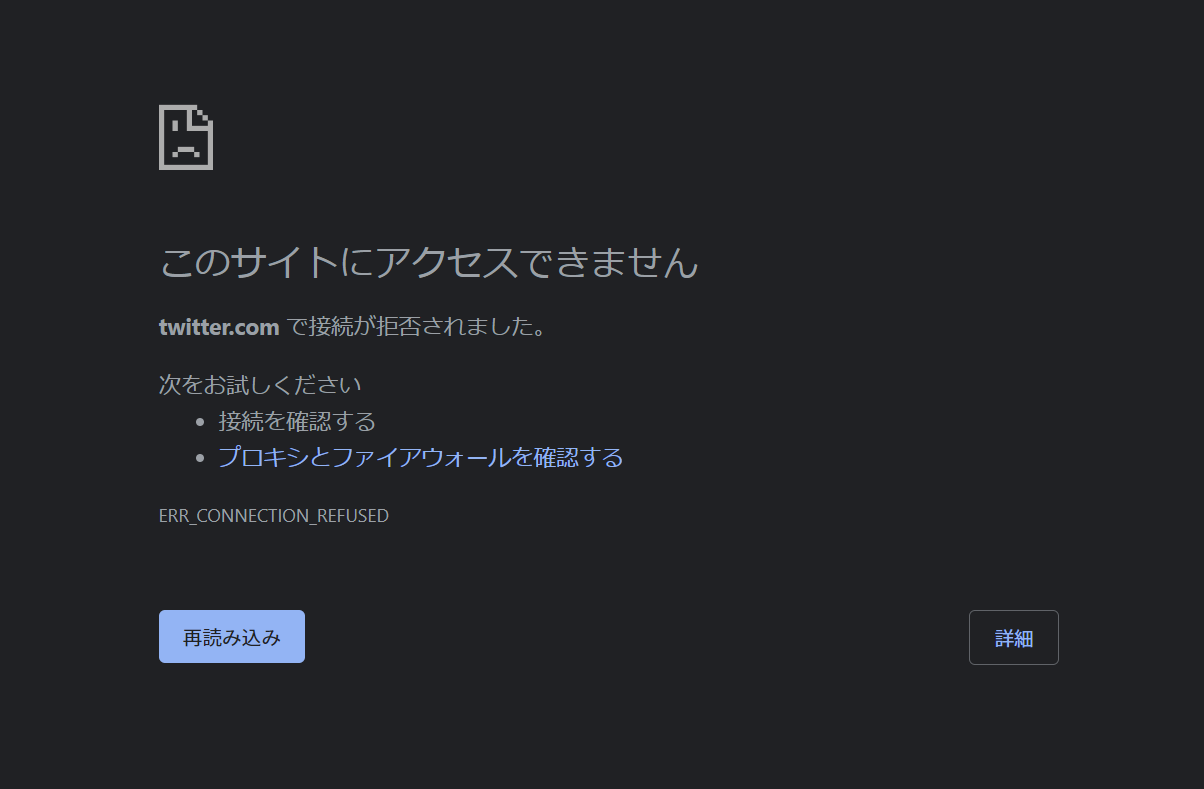 このサイトにアクセスできません
twitter.com で接続が拒否されました。
次をお試しください
接続を確認する
プロキシとファイアウォールを確認する
ERR_CONNECTION_REFUSED
再読み込み
詳細